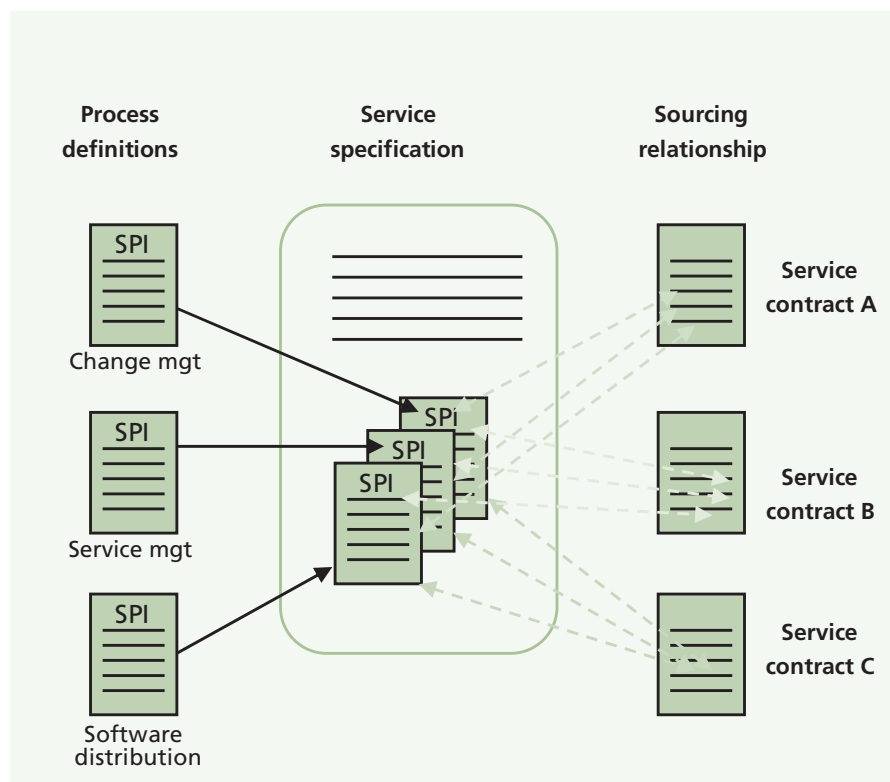 Process
definitions
Service
specification
Sourcing
relationship
SPI
Change mgt
SPI
Service mgt
SPI
Software
distribution
SPi
SPI
SPI
Service
contract A
Service
contract B
Service
contract C